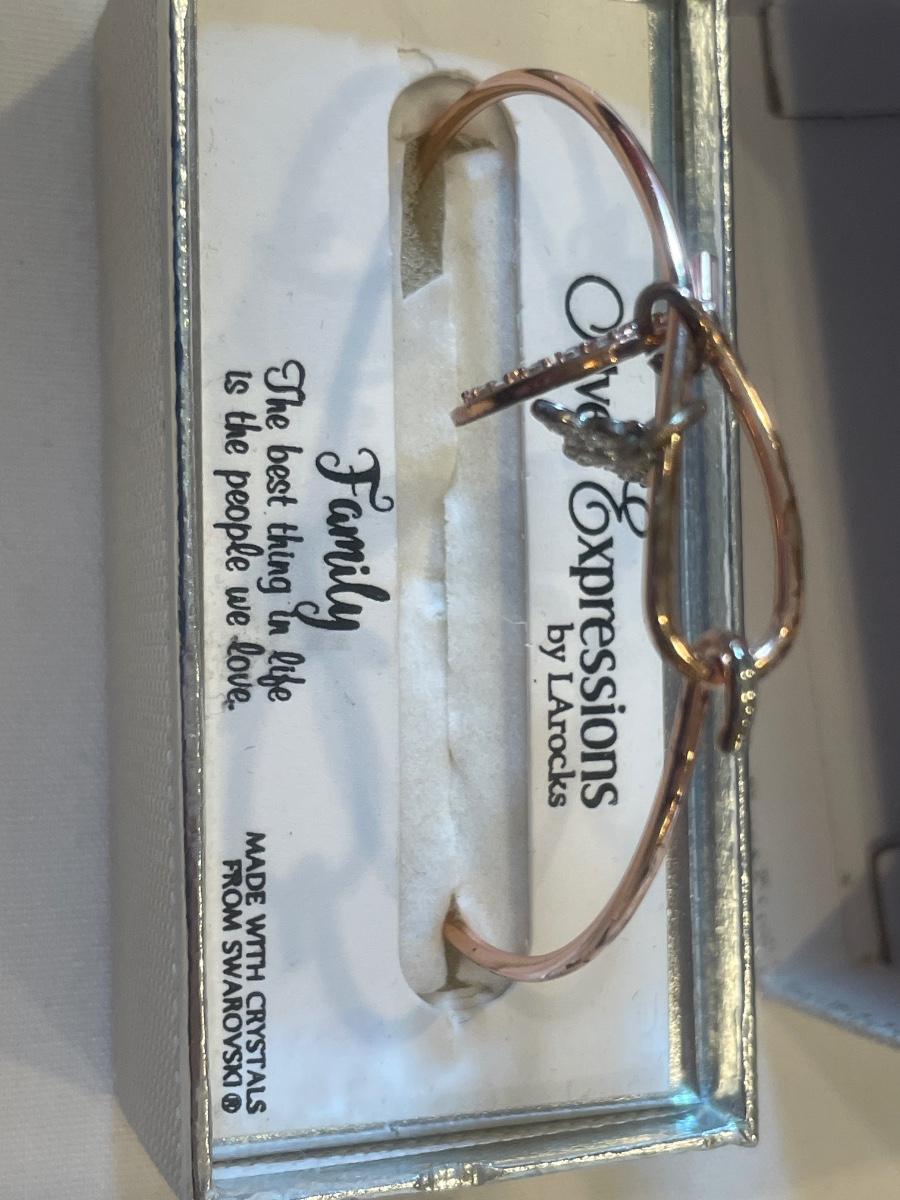 Expressions
by LArocks
Family
The best thing in life
is the people we love.
MADE WITH CRYSTALS
FROM SWAROVSKI®